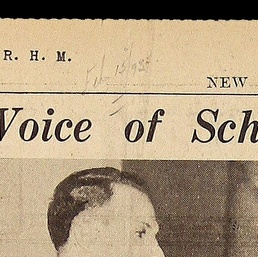 R. H. M.
NEW
Voice of Sch